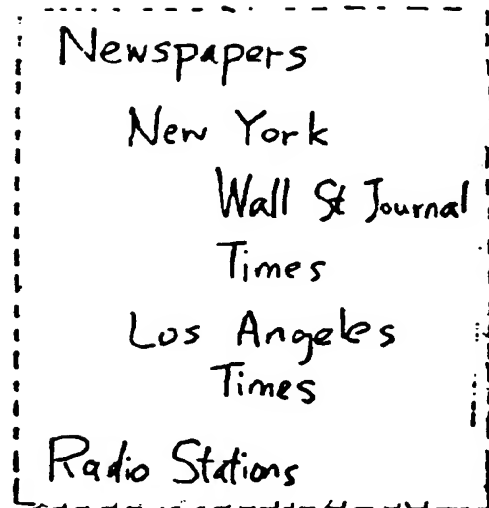 Newspapers
New York
Wall St Journal
Times
Los Angeles
Times
Radio Stations